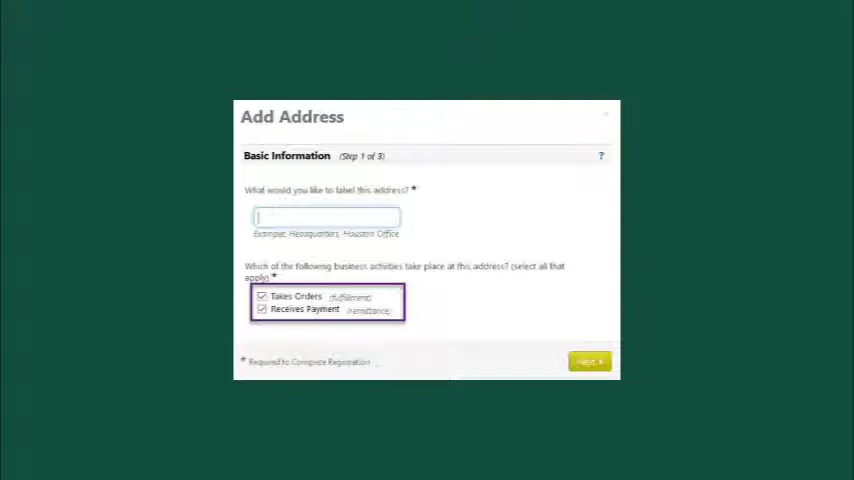 Add Address
Basic Information (Step 1 of 3) ?
What would you like to label this address? *
Example: Headquarters, Houston Office
Which of the following business activities take place at this address? (select all that
apply) *
Takes Orders (fulfillment)
Receives Payment (remittance)
* Required to Complete Registration
Next